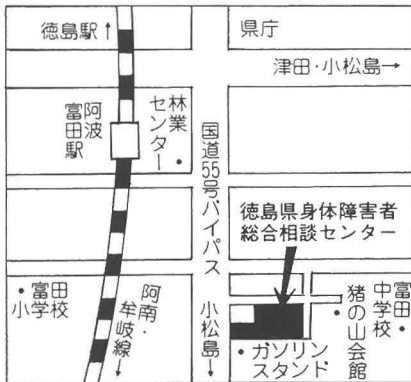 徳島駅↑
県庁
津田・小松島→
林業センター・
阿波富田駅
国道55号バイパス
徳島県身体障害者
総合相談センター
・富田
小学校
阿南・牟岐線↓
小松島↓
・ガソリン
スタンド
猪の山会館・
富田中学校・